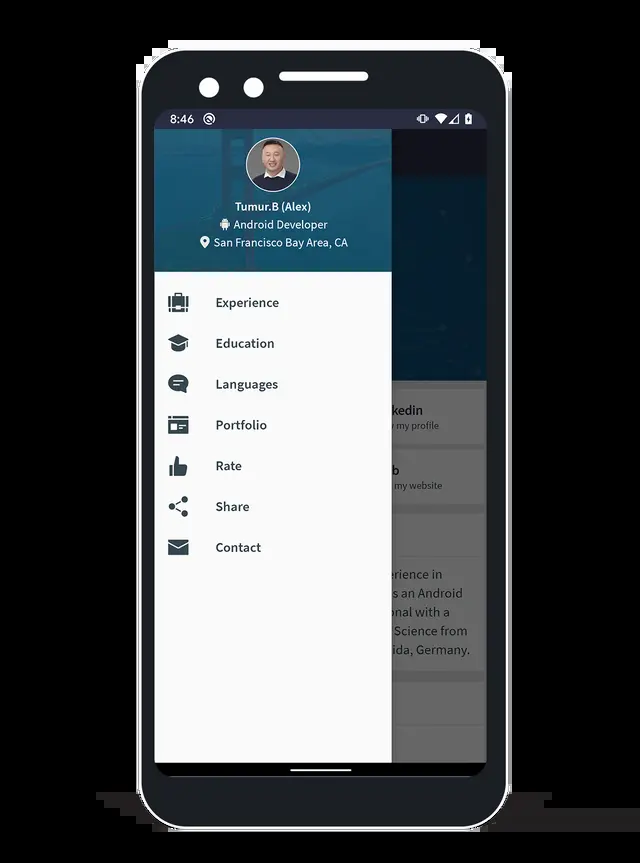 8:46
Tumur.B (Alex)
Android Developer
San Francisco Bay Area, CA
Experience
Education
Languages
Portfolio
Rate
Share
Contact
kedin
my profile
b
my website
erience in
s an Android
onal with a
Science from
ida, Germany.